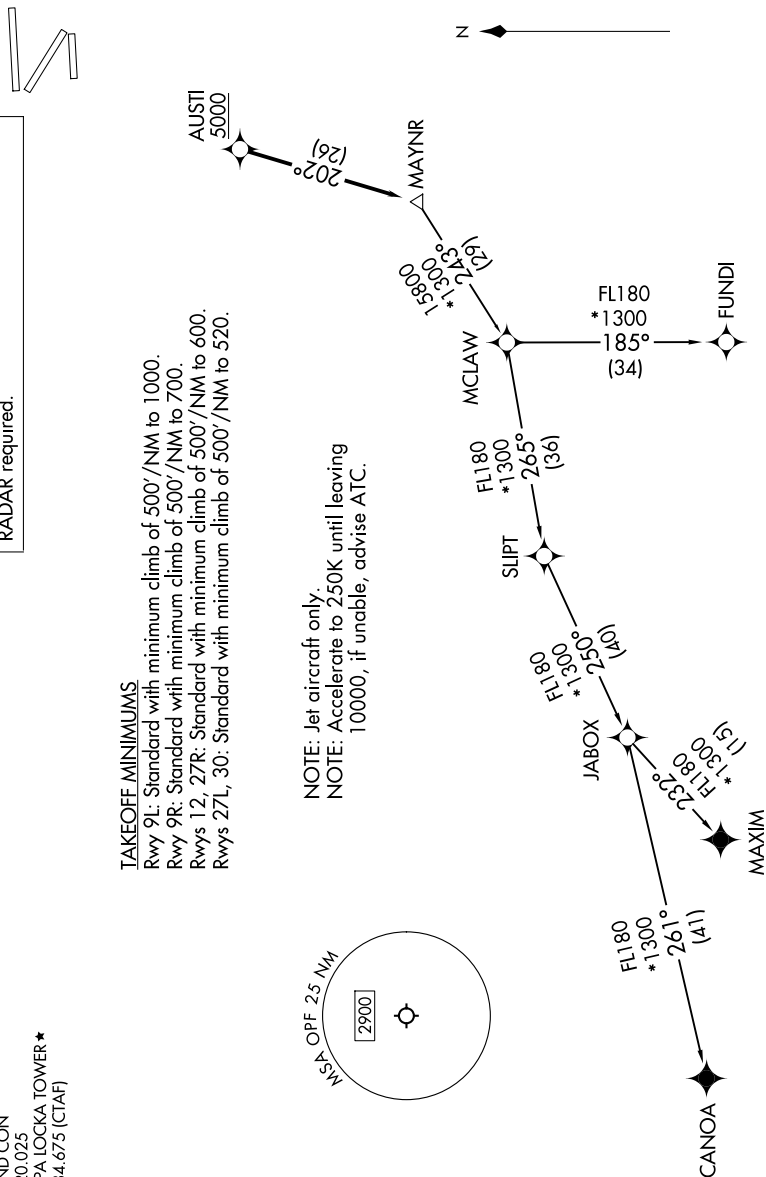 RADAR required.
ND CON
20.025
PA LOCKA TOWER★
34.675 (CTAF)
N
TAKEOFF MINIMUMS
Rwy 9L: Standard with minimum climb of 500'/NM to 1000.
Rwy 9R: Standard with minimum climb of 500'/NM to 700.
Rwys 12, 27R: Standard with minimum climb of 500'/NM to 600.
Rwys 27L, 30: Standard with minimum climb of 500'/NM to 520.
NOTE: Jet aircraft only.
NOTE: Accelerate to 250K until leaving
10000, if unable, advise ATC.
MSA OPF 25 NM
2900
AUSTI
5000
202°
(26)
MAYNR
15800
*1300
243°
(29)
MCLAW
FL180
*1300
185°
(34)
FUNDI
FL180
*1300
265°
(36)
SLIPT
FL180
*1300
250°
(40)
JABOX
232°
FL180
*1300
(15)
MAXIM
FL180
*1300
261°
(41)
CANOA